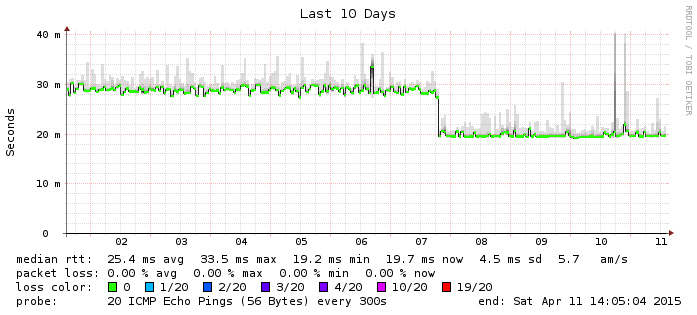 Last 10 Days
RRDTOOL / TOBI OETIKER
Seconds
40 m
30 m
20 m
10 m
0
02 03 04 05 06 07 08 09 10 11
median rtt: 25.4 ms avg 33.5 ms max 19.2 ms min 19.7 ms now 4.5 ms sd 5.7 am/s
packet loss: 0.00 % avg 0.00 % max 0.00 % min 0.00 % now
loss color: 0 1/20 2/20 3/20 4/20 10/20 19/20
probe: 20 ICMP Echo Pings (56 Bytes) every 300s end: Sat Apr 11 14:05:04 2015